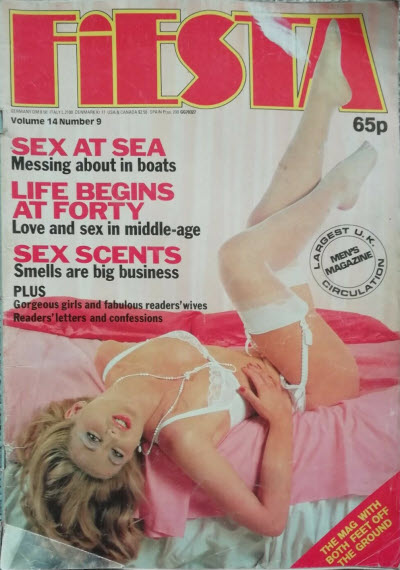 FIESTA
Volume 14 Number 9
65p
SEX AT SEA
Messing about in boats
LIFE BEGINS
AT FORTY
Love and sex in middle-age
SEX SCENTS
Smells are big business
PLUS
Gorgeous girls and fabulous readers' wives
Readers' letters and confessions
LARGEST U.K.
MEN'S
MAGAZINE
CIRCULATION
THE MAG WITH
BOTH FEET OFF
THE GROUND